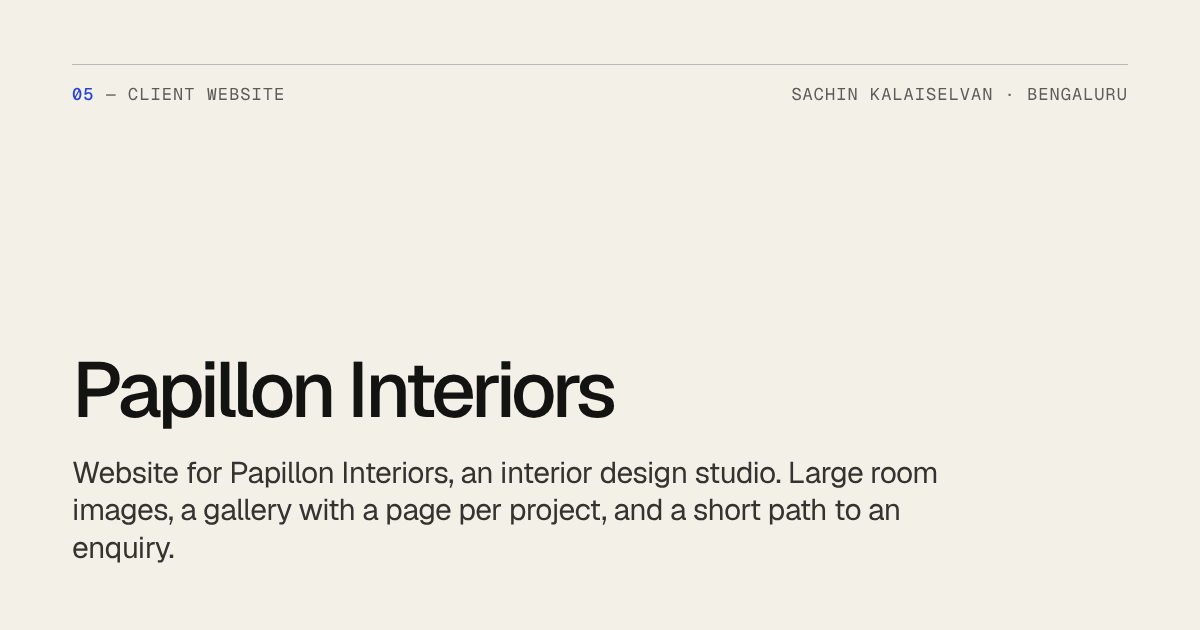 05 — CLIENT WEBSITE
SACHIN KALAISELVAN · BENGALURU
Papillon Interiors
Website for Papillon Interiors, an interior design studio. Large room
images, a gallery with a page per project, and a short path to an
enquiry.